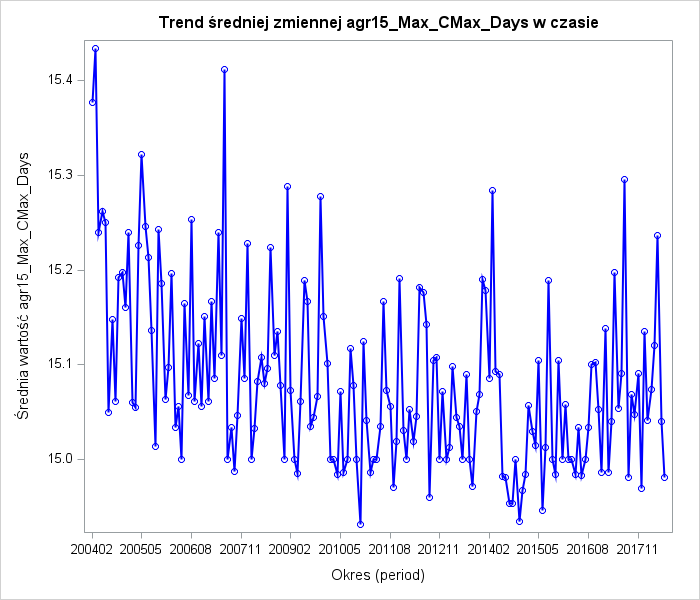 Trend średniej zmiennej agr15_Max_CMax_Days w czasie
Średnia wartość agr15_Max_CMax_Days
15.4
15.3
15.2
15.1
15.0
200402 200505 200608 200711 200902 201005 201108 201211 201402 201505 201608 201711
Okres (period)